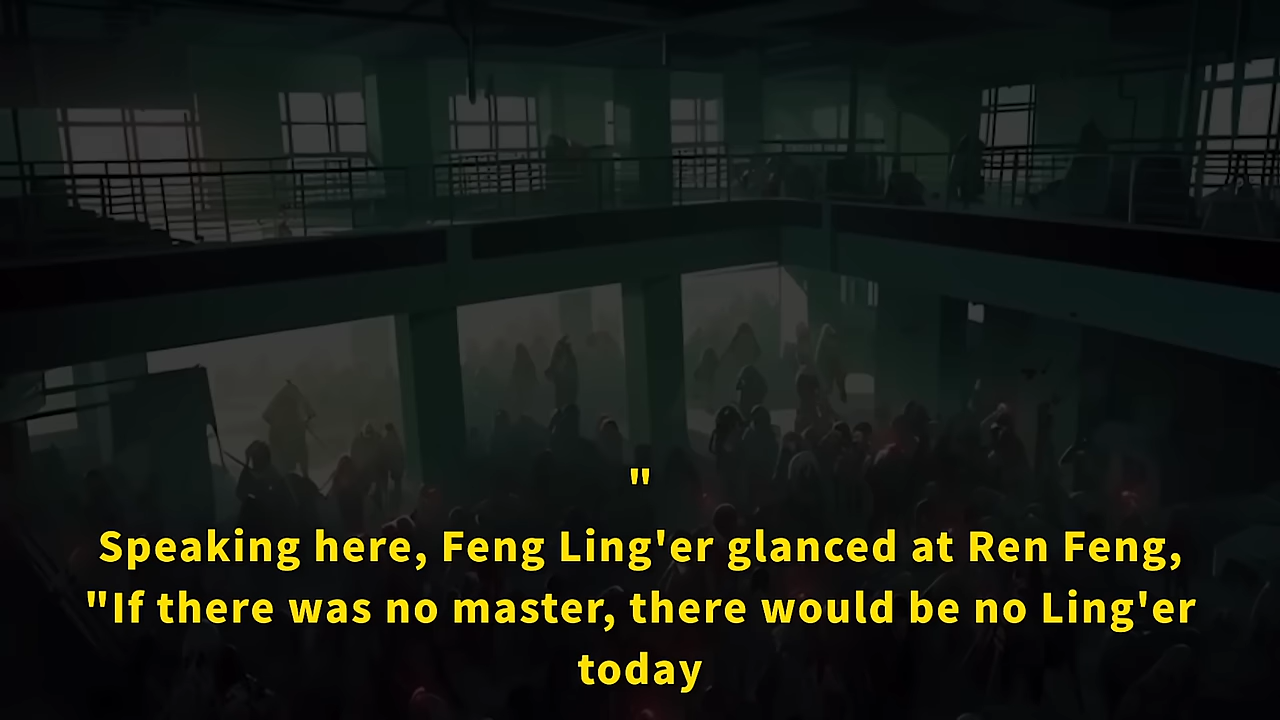 "
Speaking here, Feng Ling'er glanced at Ren Feng,
"If there was no master, there would be no Ling'er
today